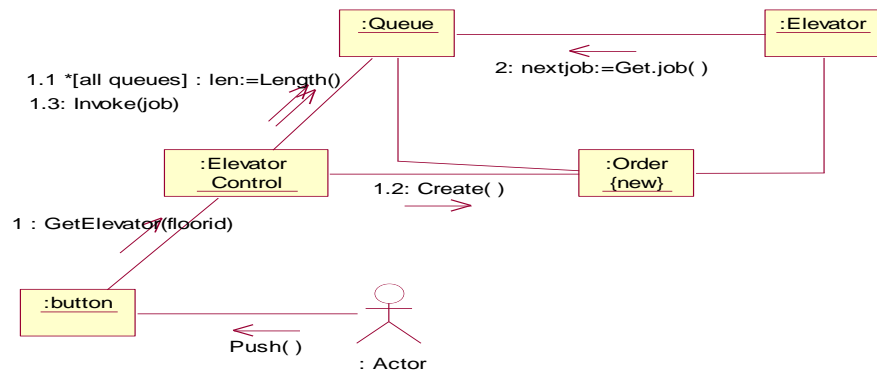 :Queue
:Elevator
2: nextjob:=Get.job( )
1.1 *[all queues] : len:=Length()
1.3: Invoke(job)
:Elevator
Control
:Order
{new}
1.2: Create( )
1 : GetElevator(floorid)
:button
Push( )
: Actor